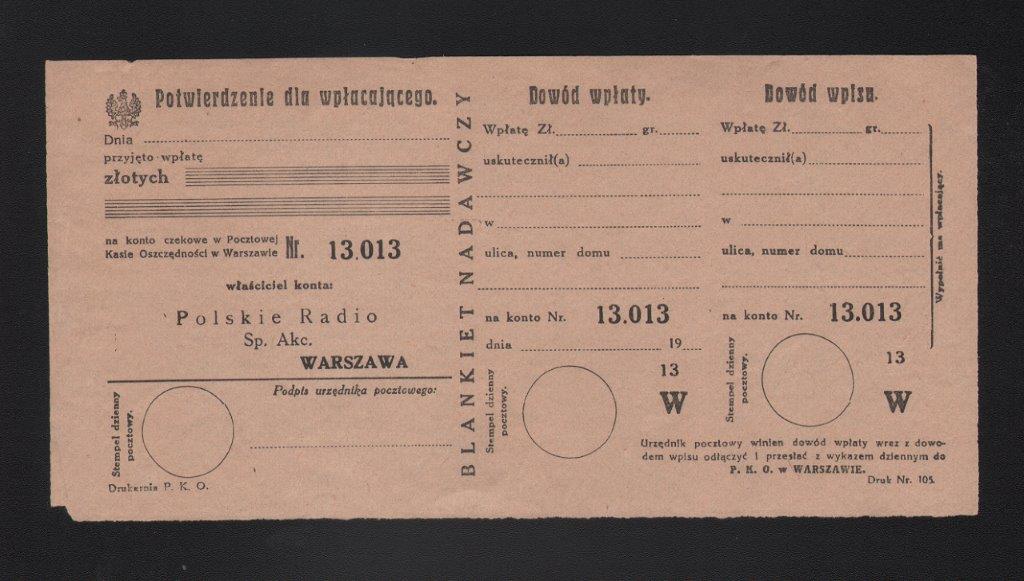 Potwierdzenie dla wpłacającego.
Dnia
przyjęto wpłatę
złotych
na konto czekowe w Pocztowej
Kasie Oszczędności w Warszawie Nr. 13.013
właściciel konta:
Polskie Radio
Sp. Akc.
WARSZAWA
Podpis urzędnika pocztowego:
Stempel dzienny
pocztowy.
Drukarnia P. K. O.
BLANKIET NADAWCZY
Dowód wpłaty.
Wpłatę Zł. gr.
uskutecznił(a)
w
ulica, numer domu
na konto Nr. 13.013
dnia 19
13
W
Stempel dzienny
pocztowy.
Dowód wpisu.
Wpłatę Zł. gr.
uskutecznił(a)
w
ulica, numer domu
na konto Nr. 13.013
13
W
Stempel dzienny
pocztowy.
Wypełnić ma wpłacający.
Urzędnik pocztowy winien dowód wpłaty wrez z dowo-
dem wpisu odłączyć i przesłać z wykazem dziennym do
P. K. O. w WARSZAWIE.
Druk Nr. 105.